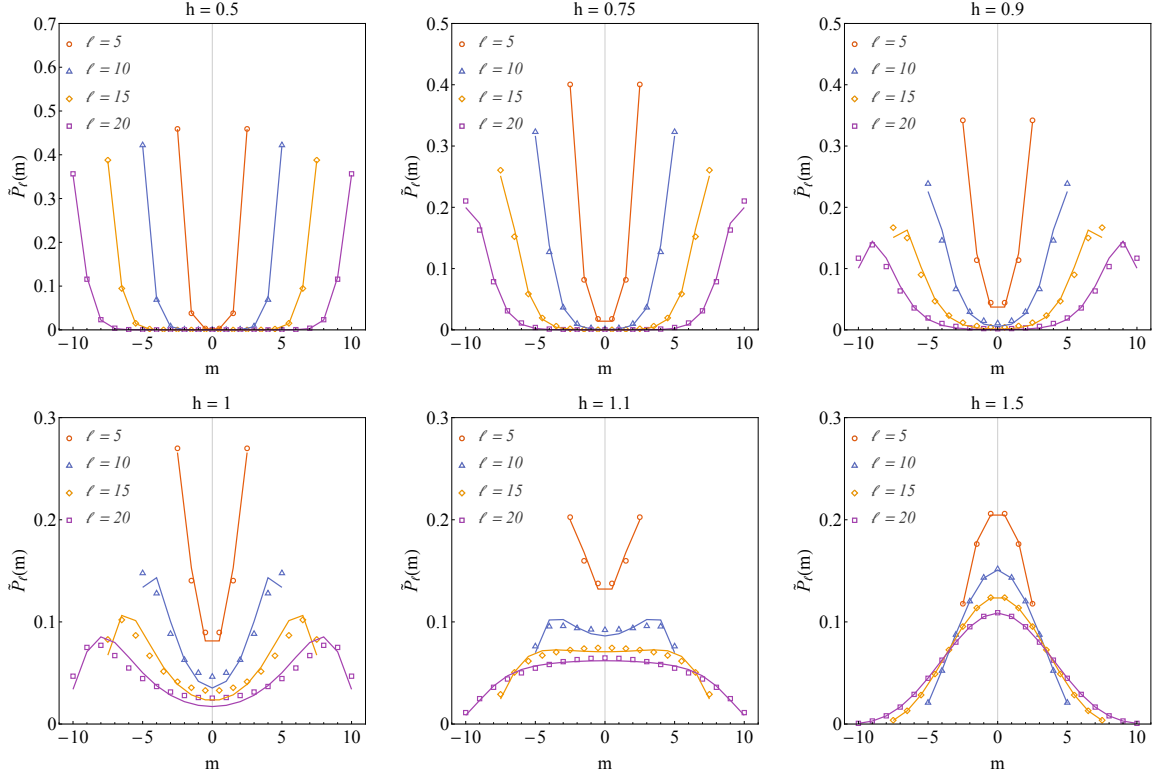 h = 0.5
0.7
0.6
0.5
0.4
0.3
0.2
0.1
0
ℓ = 5
ℓ = 10
ℓ = 15
ℓ = 20
P̃ℓ(m)
−10 −5 0 5 10
m
h = 0.75
0.5
0.4
0.3
0.2
0.1
0
ℓ = 5
ℓ = 10
ℓ = 15
ℓ = 20
P̃ℓ(m)
−10 −5 0 5 10
m
h = 0.9
0.5
0.4
0.3
0.2
0.1
0
ℓ = 5
ℓ = 10
ℓ = 15
ℓ = 20
P̃ℓ(m)
−10 −5 0 5 10
m
h = 1
0.3
0.2
0.1
0
ℓ = 5
ℓ = 10
ℓ = 15
ℓ = 20
P̃ℓ(m)
−10 −5 0 5 10
m
h = 1.1
0.3
0.2
0.1
0
ℓ = 5
ℓ = 10
ℓ = 15
ℓ = 20
P̃ℓ(m)
−10 −5 0 5 10
m
h = 1.5
0.3
0.2
0.1
0
ℓ = 5
ℓ = 10
ℓ = 15
ℓ = 20
P̃ℓ(m)
−10 −5 0 5 10
m